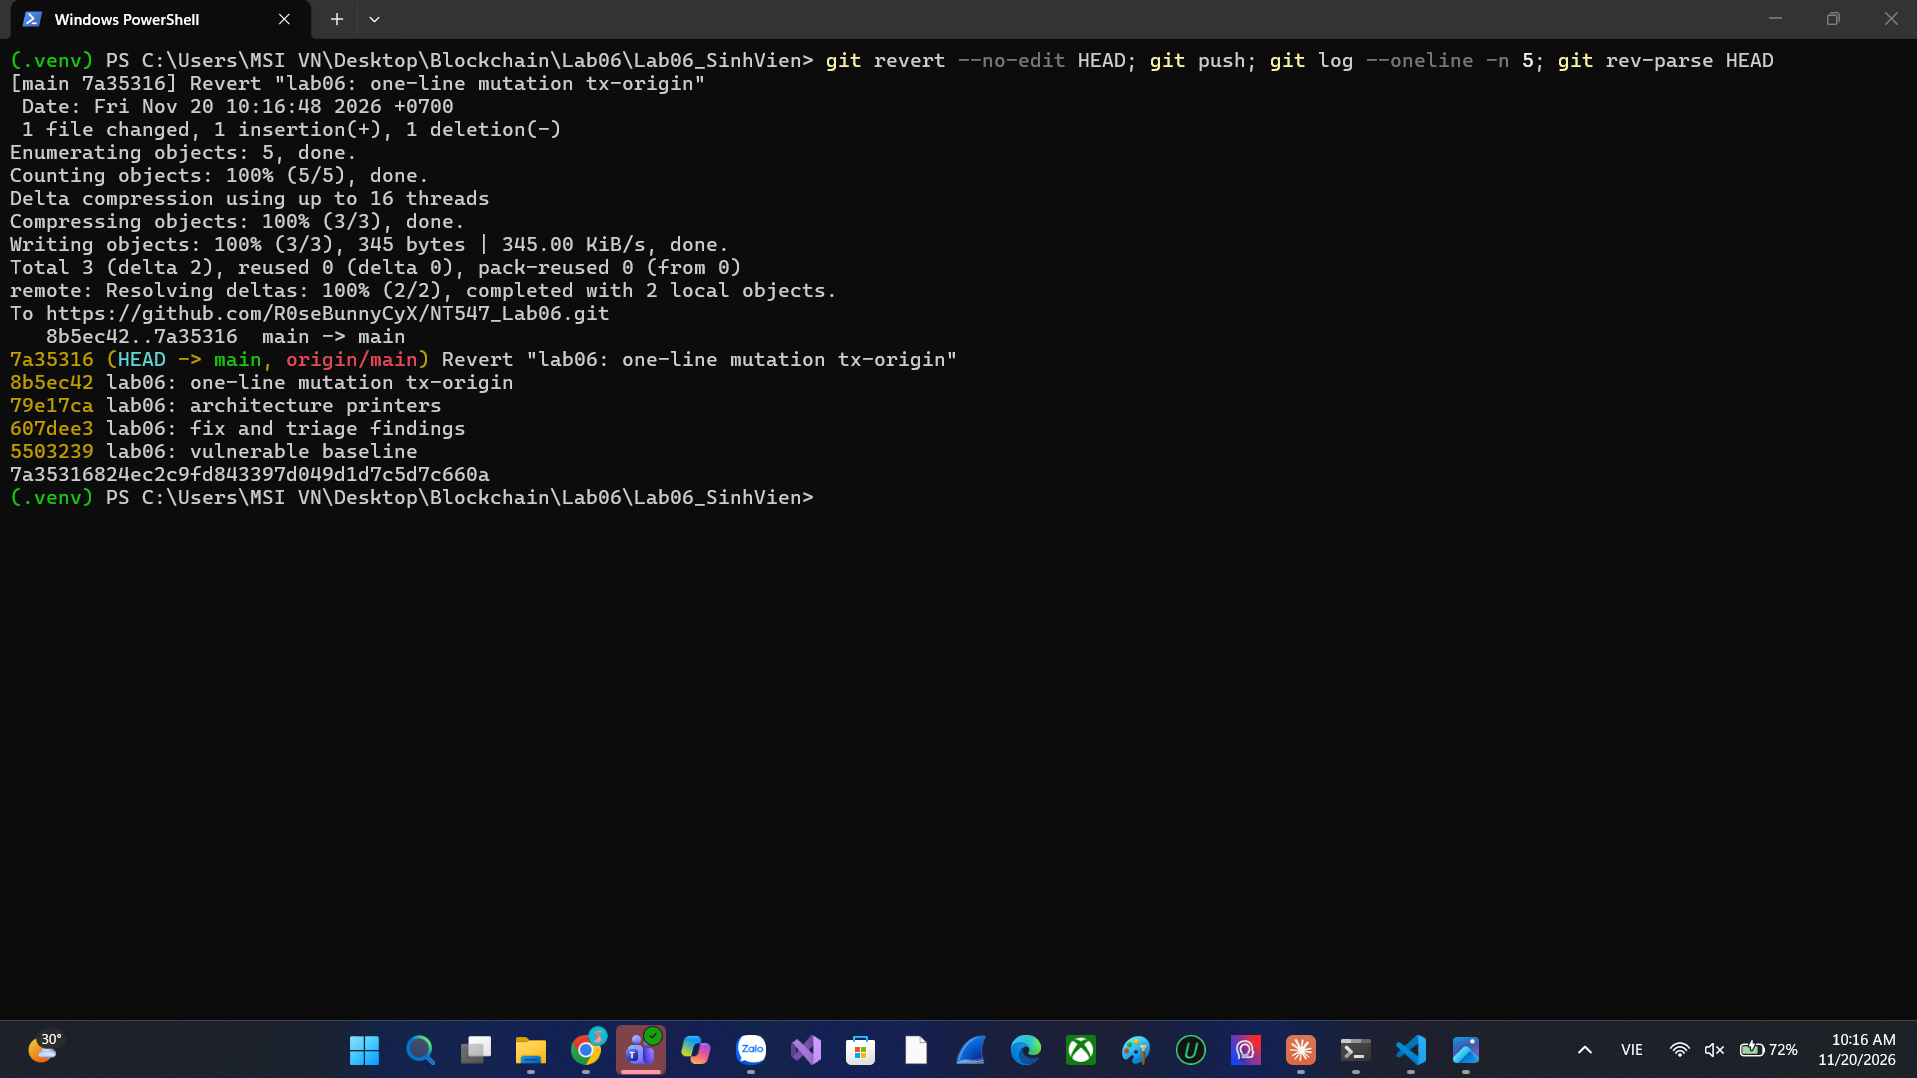 Windows PowerShell
(.venv) PS C:\Users\MSI VN\Desktop\Blockchain\Lab06\Lab06_SinhVien> git revert --no-edit HEAD; git push; git log --oneline -n 5; git rev-parse HEAD
[main 7a35316] Revert "lab06: one-line mutation tx-origin"
 Date: Fri Nov 20 10:16:48 2026 +0700
 1 file changed, 1 insertion(+), 1 deletion(-)
Enumerating objects: 5, done.
Counting objects: 100% (5/5), done.
Delta compression using up to 16 threads
Compressing objects: 100% (3/3), done.
Writing objects: 100% (3/3), 345 bytes | 345.00 KiB/s, done.
Total 3 (delta 2), reused 0 (delta 0), pack-reused 0 (from 0)
remote: Resolving deltas: 100% (2/2), completed with 2 local objects.
To https://github.com/R0seBunnyCyX/NT547_Lab06.git
   8b5ec42..7a35316  main -> main
7a35316 (HEAD -> main, origin/main) Revert "lab06: one-line mutation tx-origin"
8b5ec42 lab06: one-line mutation tx-origin
79e17ca lab06: architecture printers
607dee3 lab06: fix and triage findings
5503239 lab06: vulnerable baseline
7a35316824ec2c9fd843397d049d1d7c5d7c660a
(.venv) PS C:\Users\MSI VN\Desktop\Blockchain\Lab06\Lab06_SinhVien>
30°
Zalo
VIE
72%
10:16 AM
11/20/2026